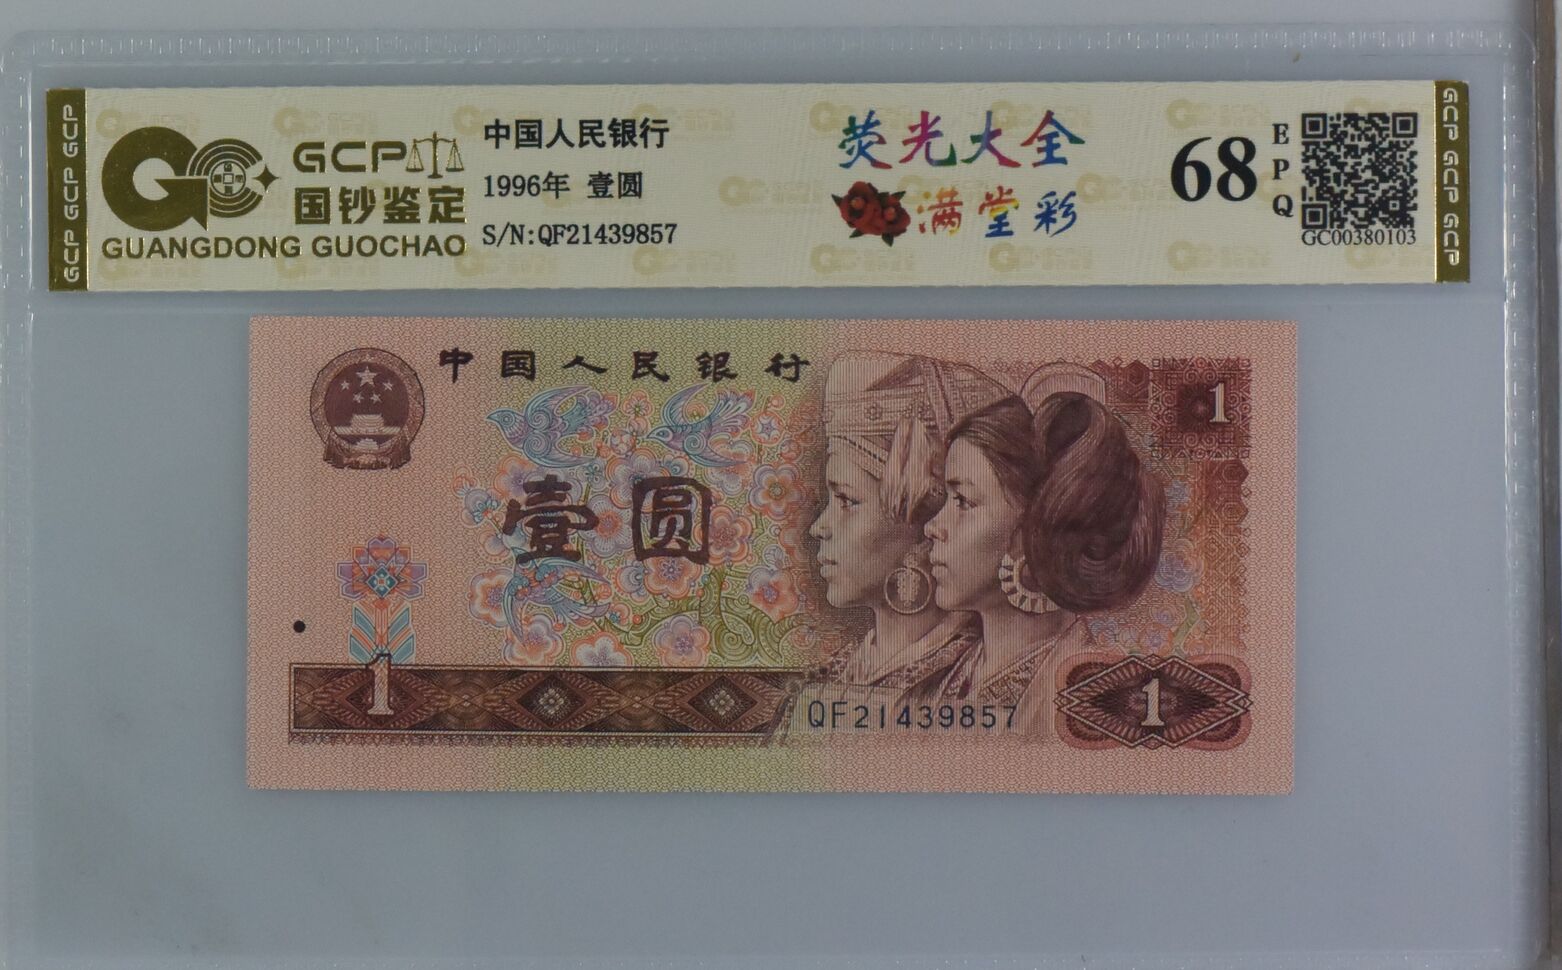 GCP GCP GCP
GCP
国钞鉴定
GUANGDONG GUOCHAO
中国人民银行
1996年 壹圆
S/N:QF21439857
荧光大全
满堂彩
68
EPQ
GC00380103
GCP GCP GCP
中国人民银行
1
壹圆
1
QF21439857
1